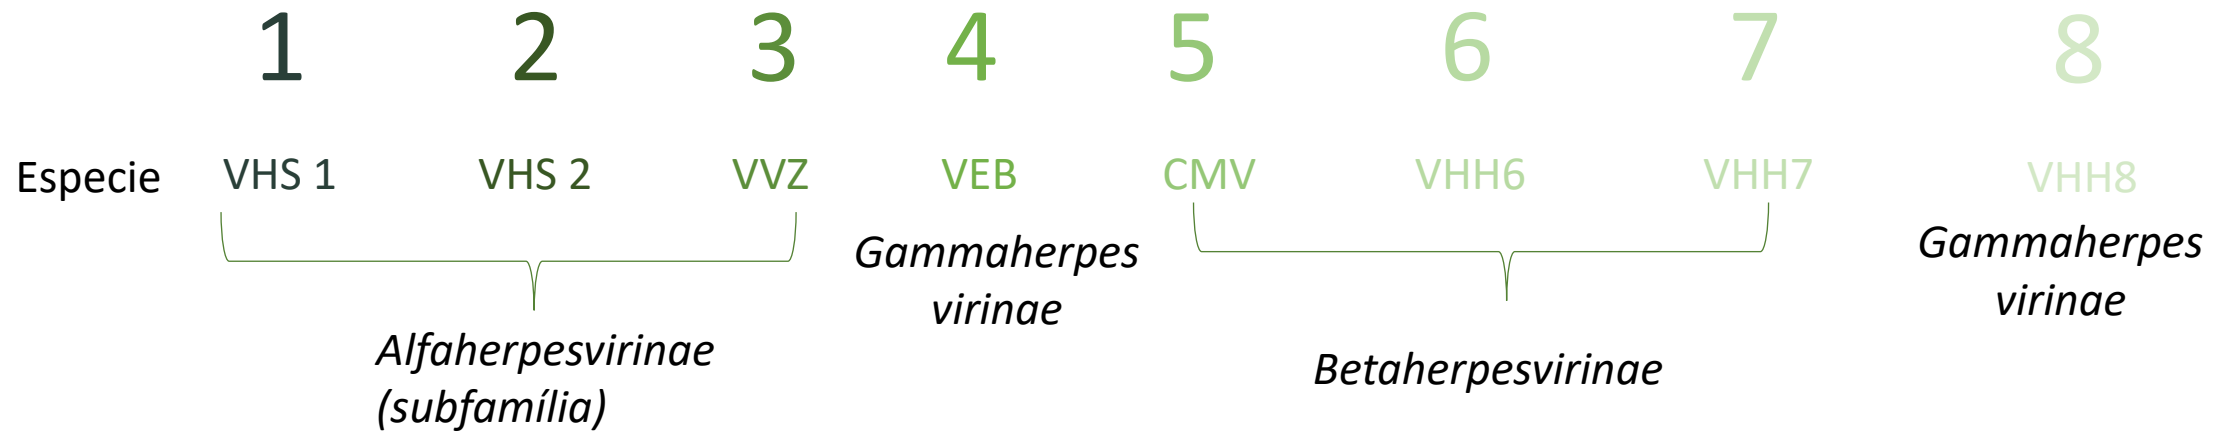 1 2 3 4 5 6 7 8
Especie VHS 1 VHS 2 VVZ VEB CMV VHH6 VHH7 VHH8
Alfaherpesvirinae
(subfamília)
Gammaherpes
virinae
Betaherpesvirinae
Gammaherpes
virinae